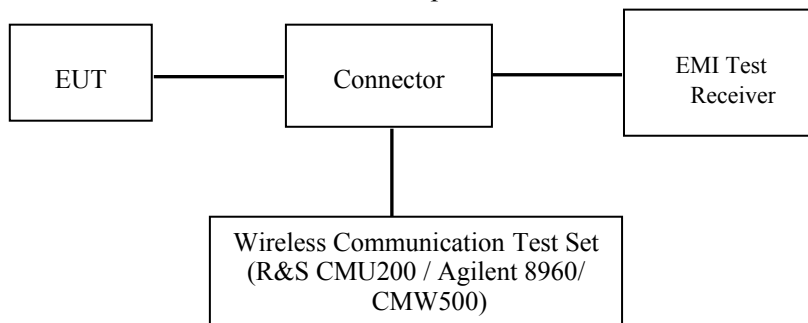 EUT
Connector
EMI Test
Receiver
Wireless Communication Test Set
(R&S CMU200 / Agilent 8960/
CMW500)